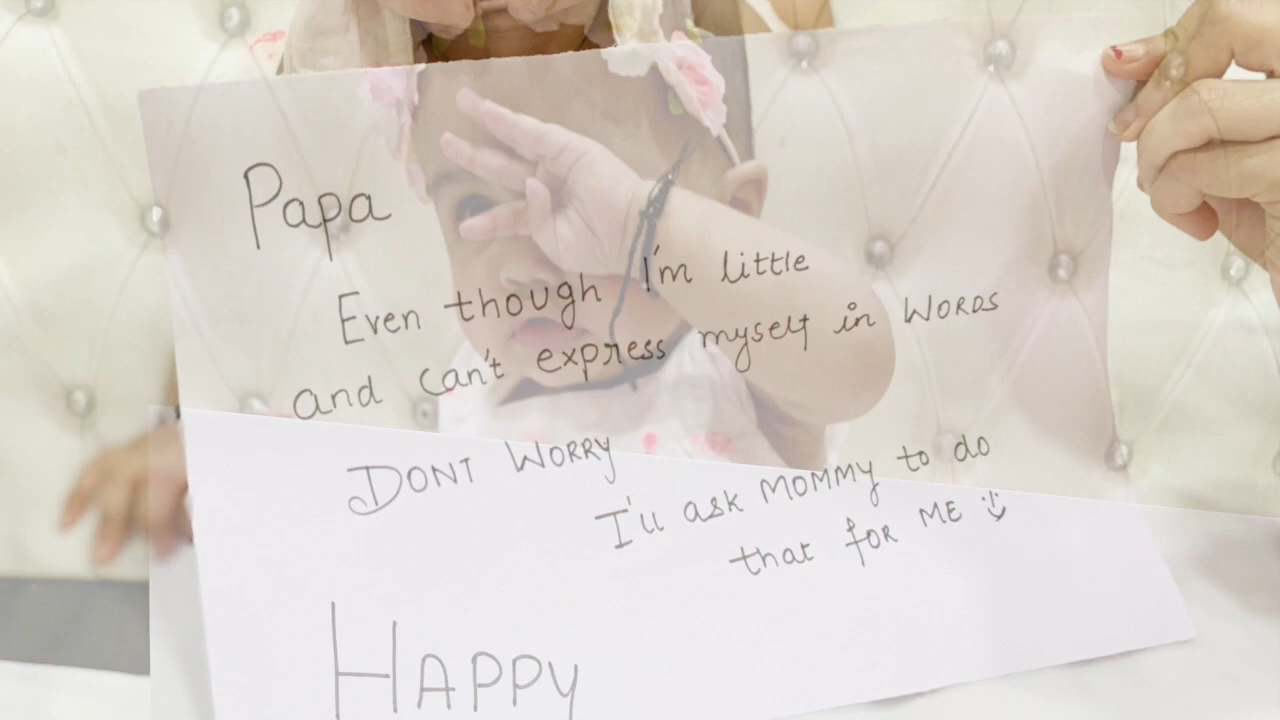 Papa
Even though I'm little
and can't express myself in WORDS
DONT WORRY
I'll ask MOMMY to do
that for ME :)
HAPPY